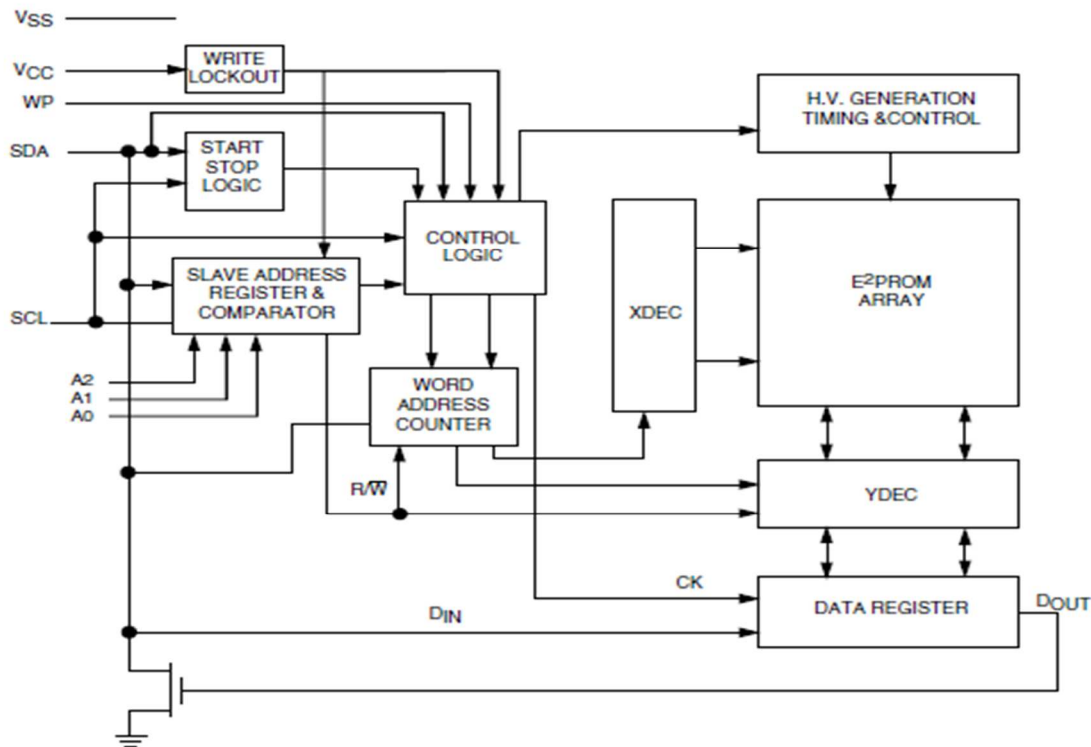 VSS
VCC
WP
SDA
SCL
A2
A1
A0
WRITE
LOCKOUT
START
STOP
LOGIC
SLAVE ADDRESS
REGISTER &
COMPARATOR
CONTROL
LOGIC
WORD
ADDRESS
COUNTER
R/W̅
XDEC
H.V. GENERATION
TIMING &CONTROL
E²PROM
ARRAY
YDEC
CK
DATA REGISTER
DIN
DOUT